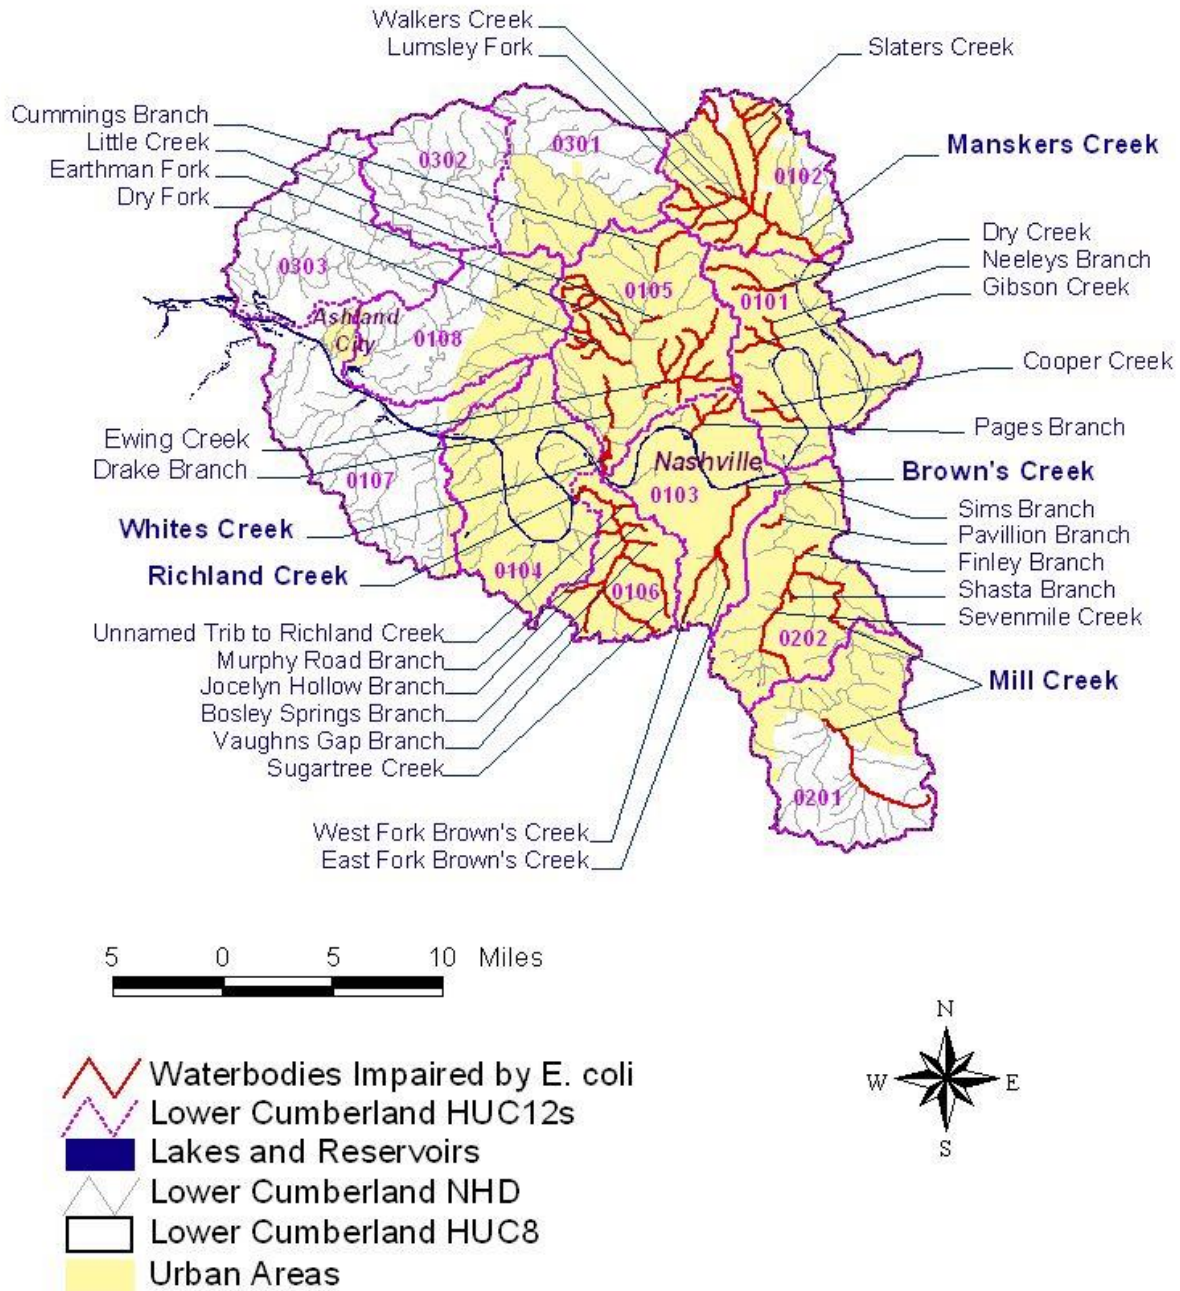 Walkers Creek
Lumsley Fork
Slaters Creek
Cummings Branch
Little Creek
Earthman Fork
Dry Fork
Manskers Creek
0302
0301
0102
Dry Creek
Neeleys Branch
Gibson Creek
0303
0105
0101
Ashland
City
0108
Cooper Creek
Ewing Creek
Drake Branch
Pages Branch
Nashville
Brown's Creek
0107
0103
Whites Creek
Richland Creek
Sims Branch
Pavillion Branch
Finley Branch
Shasta Branch
Sevenmile Creek
0104
0106
0202
Unnamed Trib to Richland Creek
Murphy Road Branch
Jocelyn Hollow Branch
Bosley Springs Branch
Vaughns Gap Branch
Sugartree Creek
Mill Creek
0201
West Fork Brown's Creek
East Fork Brown's Creek
5 0 5 10 Miles
N
W E
S
Waterbodies Impaired by E. coli
Lower Cumberland HUC12s
Lakes and Reservoirs
Lower Cumberland NHD
Lower Cumberland HUC8
Urban Areas